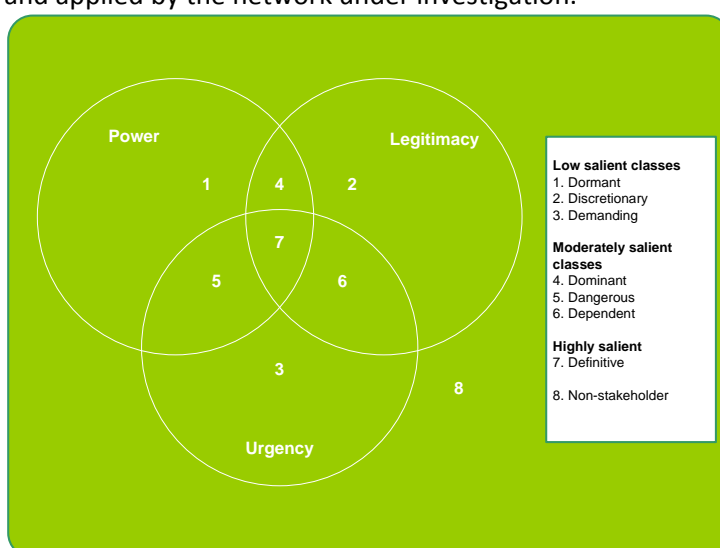 and applied by the network under investigation.
Power
Legitimacy
1
4
2
7
5
6
3
8
Urgency
Low salient classes
1. Dormant
2. Discretionary
3. Demanding
Moderately salient
classes
4. Dominant
5. Dangerous
6. Dependent
Highly salient
7. Definitive
8. Non-stakeholder